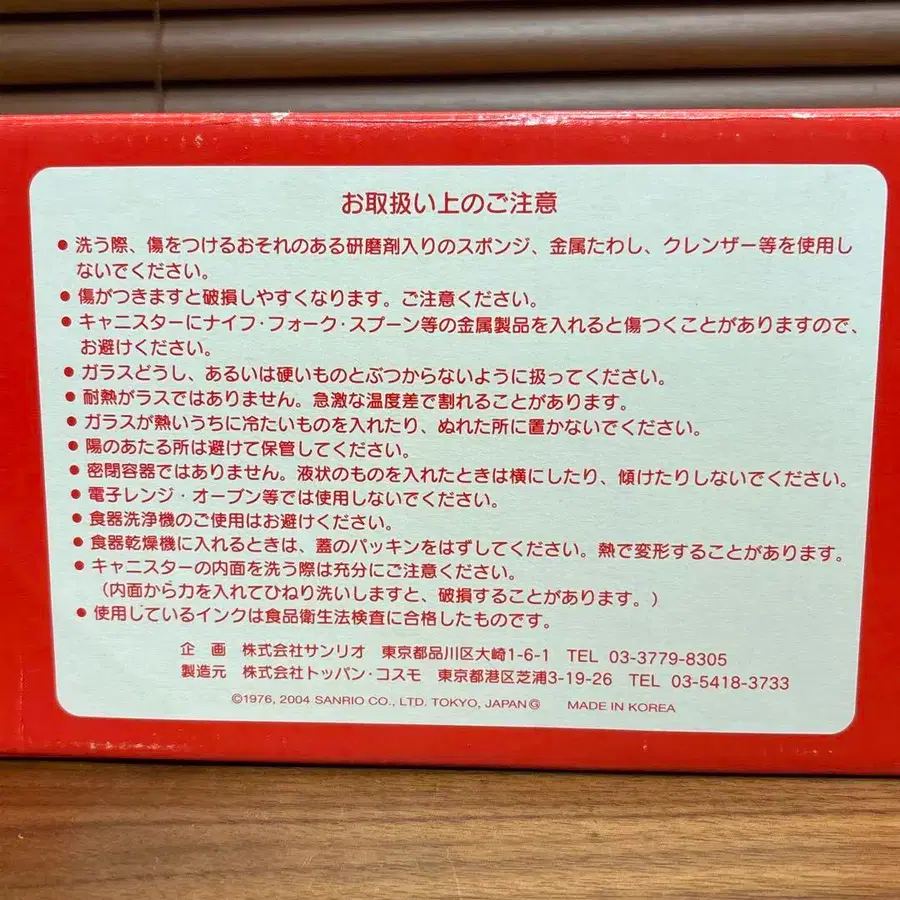 お取扱い上のご注意
● 洗う際、傷をつけるおそれのある研磨剤入りのスポンジ、金属たわし、クレンザー等を使用し
ないでください。
● 傷がつきますと破損しやすくなります。ご注意ください。
● キャニスターにナイフ・フォーク・スプーン等の金属製品を入れると傷つくことがありますので、
お避けください。
● ガラスどうし、あるいは硬いものとぶつからないように扱ってください。
● 耐熱ガラスではありません。急激な温度差で割れることがあります。
● ガラスが熱いうちに冷たいものを入れたり、ぬれた所に置かないでください。
● 陽のあたる所は避けて保管してください。
● 密閉容器ではありません。液状のものを入れたときは横にしたり、傾けたりしないでください。
● 電子レンジ・オーブン等では使用しないでください。
● 食器洗浄機のご使用はお避けください。
● 食器乾燥機に入れるときは、蓋のパッキンをはずしてください。熱で変形することがあります。
● キャニスターの内面を洗う際は充分にご注意ください。
（内面から力を入れてひねり洗いしますと、破損することがあります。）
● 使用しているインクは食品衛生法検査に合格したものです。
企 画 株式会社サンリオ 東京都品川区大崎1-6-1 TEL 03-3779-8305
製造元 株式会社トッパン・コスモ 東京都港区芝浦3-19-26 TEL 03-5418-3733
©1976, 2004 SANRIO CO., LTD. TOKYO, JAPAN Ⓖ MADE IN KOREA